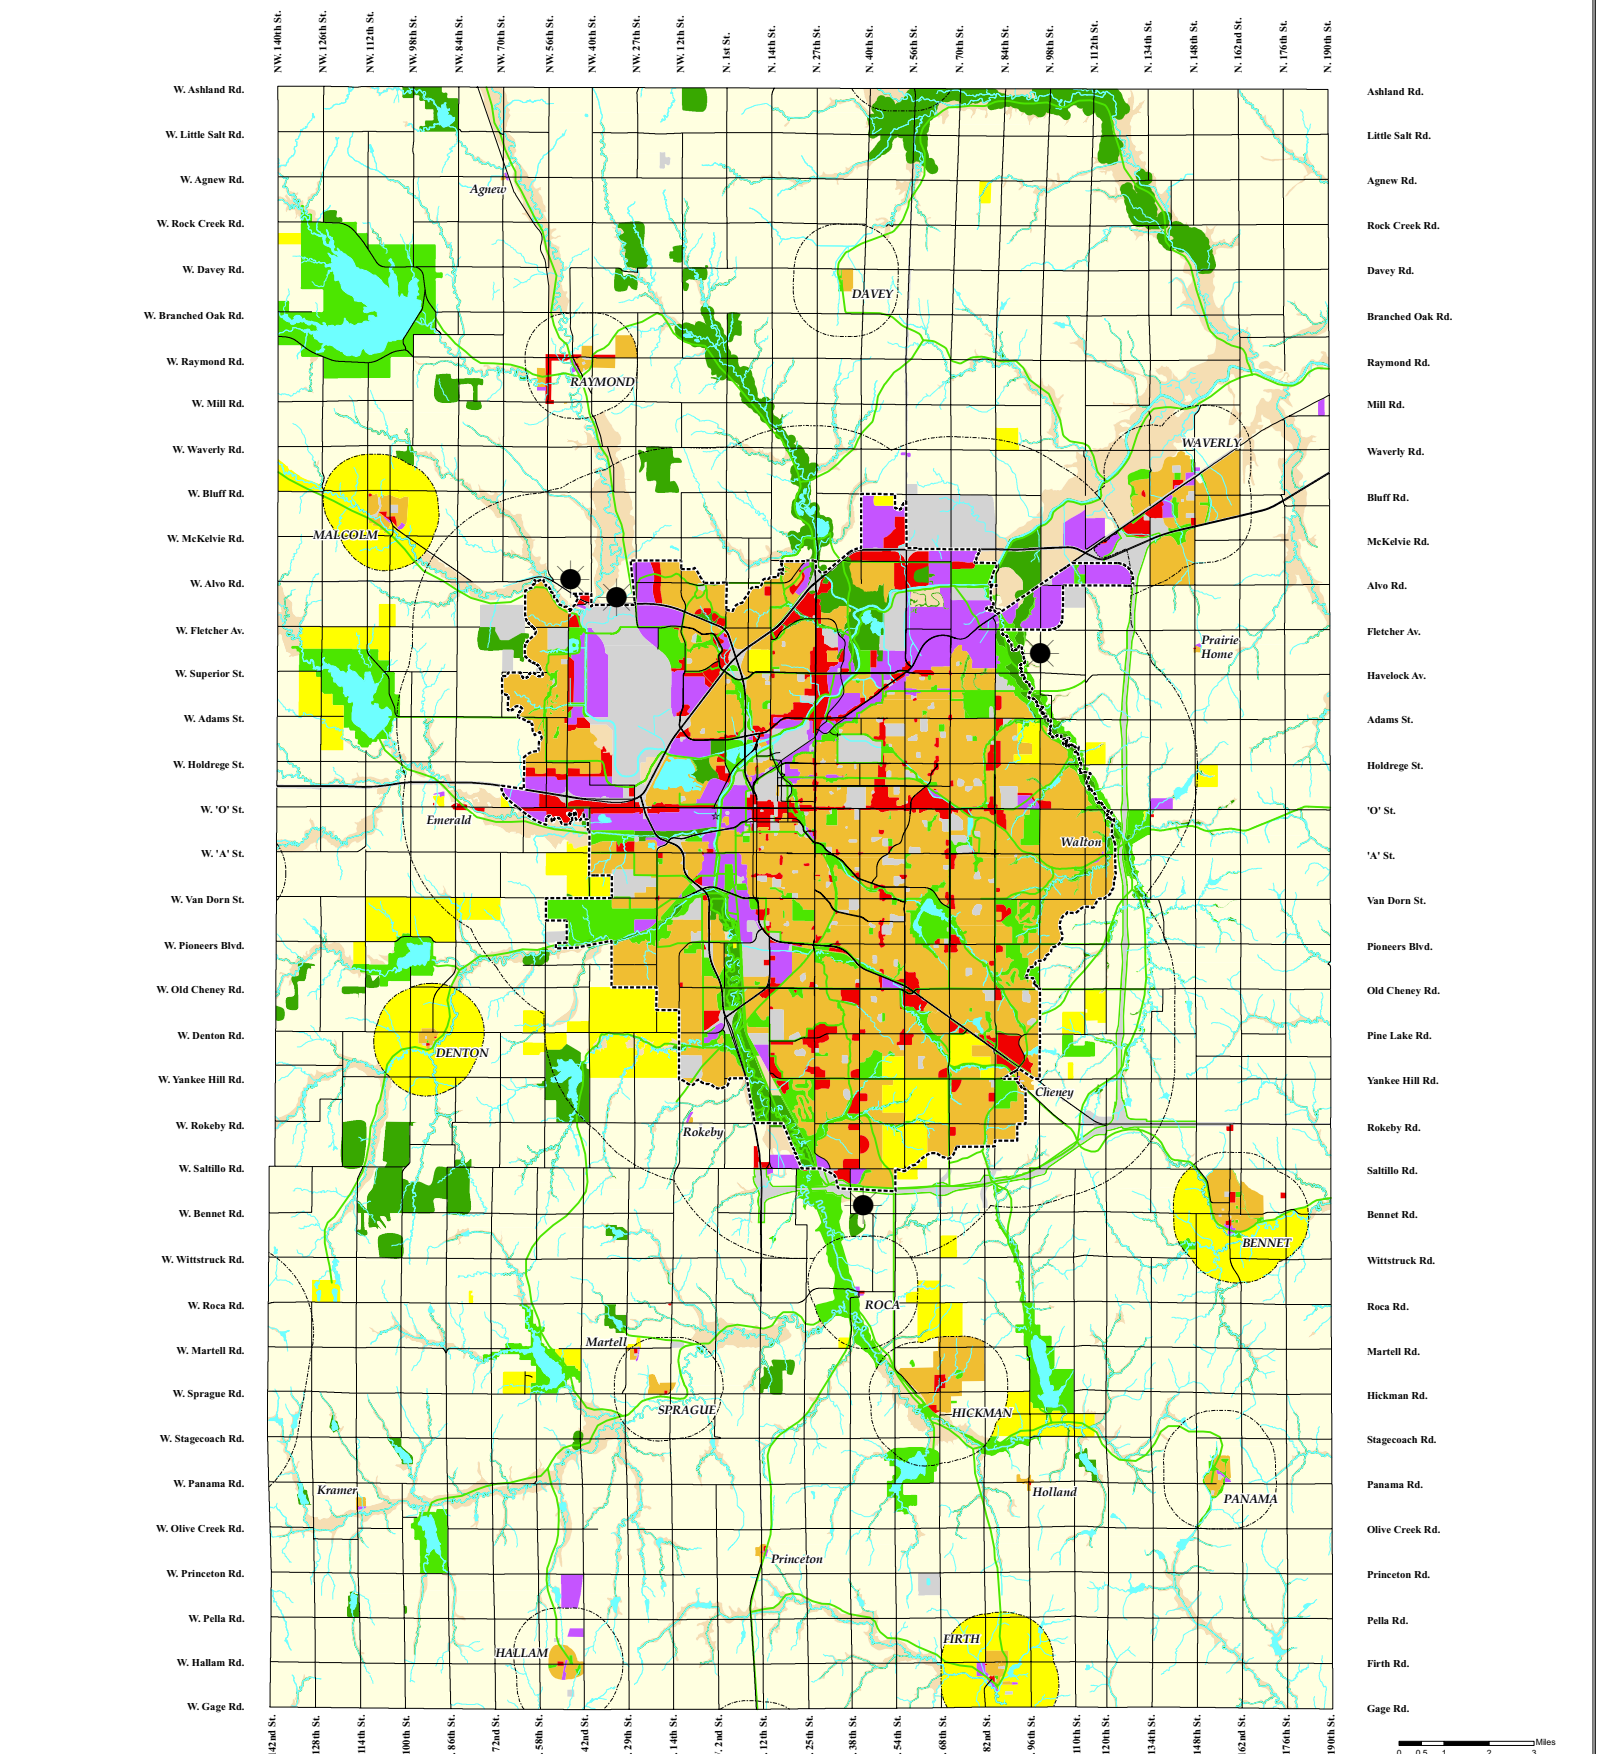 NW. 140th St.
NW. 126th St.
NW. 112th St.
NW. 98th St.
NW. 84th St.
NW. 70th St.
NW. 56th St.
NW. 40th St.
NW. 27th St.
NW. 12th St.
N. 1st St.
N. 14th St.
N. 27th St.
N. 40th St.
N. 56th St.
N. 70th St.
N. 84th St.
N. 98th St.
N. 112th St.
N. 134th St.
N. 148th St.
N. 162nd St.
N. 176th St.
N. 190th St.
W. Ashland Rd.
W. Little Salt Rd.
W. Agnew Rd.
W. Rock Creek Rd.
W. Davey Rd.
W. Branched Oak Rd.
W. Raymond Rd.
W. Mill Rd.
W. Waverly Rd.
W. Bluff Rd.
W. McKelvie Rd.
W. Alvo Rd.
W. Fletcher Av.
W. Superior St.
W. Adams St.
W. Holdrege St.
W. 'O' St.
W. 'A' St.
W. Van Dorn St.
W. Pioneers Blvd.
W. Old Cheney Rd.
W. Denton Rd.
W. Yankee Hill Rd.
W. Rokeby Rd.
W. Saltillo Rd.
W. Bennet Rd.
W. Wittstruck Rd.
W. Roca Rd.
W. Martell Rd.
W. Sprague Rd.
W. Stagecoach Rd.
W. Panama Rd.
W. Olive Creek Rd.
W. Princeton Rd.
W. Pella Rd.
W. Hallam Rd.
W. Gage Rd.
Agnew
DAVEY
RAYMOND
WAVERLY
MALCOLM
Prairie
Home
Emerald
Walton
DENTON
Cheney
Rokeby
BENNET
ROCA
Martell
SPRAGUE
HICKMAN
Kramer
Holland
PANAMA
Princeton
HALLAM
FIRTH
Ashland Rd.
Little Salt Rd.
Agnew Rd.
Rock Creek Rd.
Davey Rd.
Branched Oak Rd.
Raymond Rd.
Mill Rd.
Waverly Rd.
Bluff Rd.
McKelvie Rd.
Alvo Rd.
Fletcher Av.
Havelock Av.
Adams St.
Holdrege St.
'O' St.
'A' St.
Van Dorn St.
Pioneers Blvd.
Old Cheney Rd.
Pine Lake Rd.
Yankee Hill Rd.
Rokeby Rd.
Saltillo Rd.
Bennet Rd.
Wittstruck Rd.
Roca Rd.
Martell Rd.
Hickman Rd.
Stagecoach Rd.
Panama Rd.
Olive Creek Rd.
Princeton Rd.
Pella Rd.
Firth Rd.
Gage Rd.
142nd St.
128th St.
114th St.
100th St.
. 86th St.
72nd St.
. 58th St.
42nd St.
. 29th St.
. 14th St.
. 2nd St.
. 12th St.
. 25th St.
. 38th St.
. 54th St.
. 68th St.
82nd St.
. 96th St.
110th St.
120th St.
134th St.
148th St.
162nd St.
176th St.
190th St.
Miles
0 0.5 1 2 3